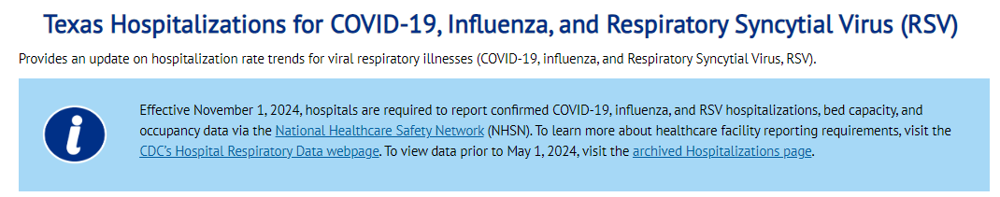 Texas Hospitalizations for COVID-19, Influenza, and Respiratory Syncytial Virus (RSV)
Provides an update on hospitalization rate trends for viral respiratory illnesses (COVID-19, influenza, and Respiratory Syncytial Virus, RSV).
Effective November 1, 2024, hospitals are required to report confirmed COVID-19, influenza, and RSV hospitalizations, bed capacity, and
occupancy data via the National Healthcare Safety Network (NHSN). To learn more about healthcare facility reporting requirements, visit the
CDC's Hospital Respiratory Data webpage. To view data prior to May 1, 2024, visit the archived Hospitalizations page.